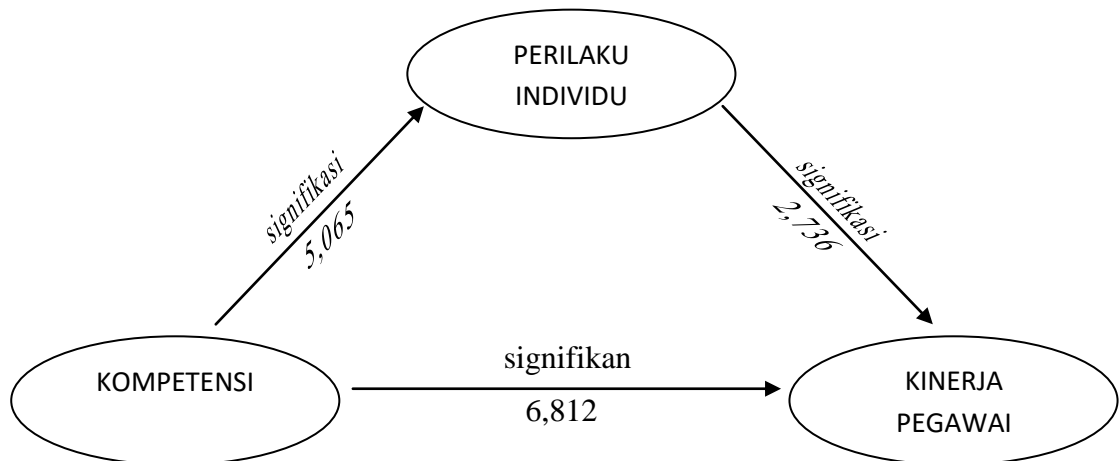 PERILAKU
INDIVIDU
signifikasi
5,065
signifikasi
2,736
KOMPETENSI
signifikan
6,812
KINERJA
PEGAWAI